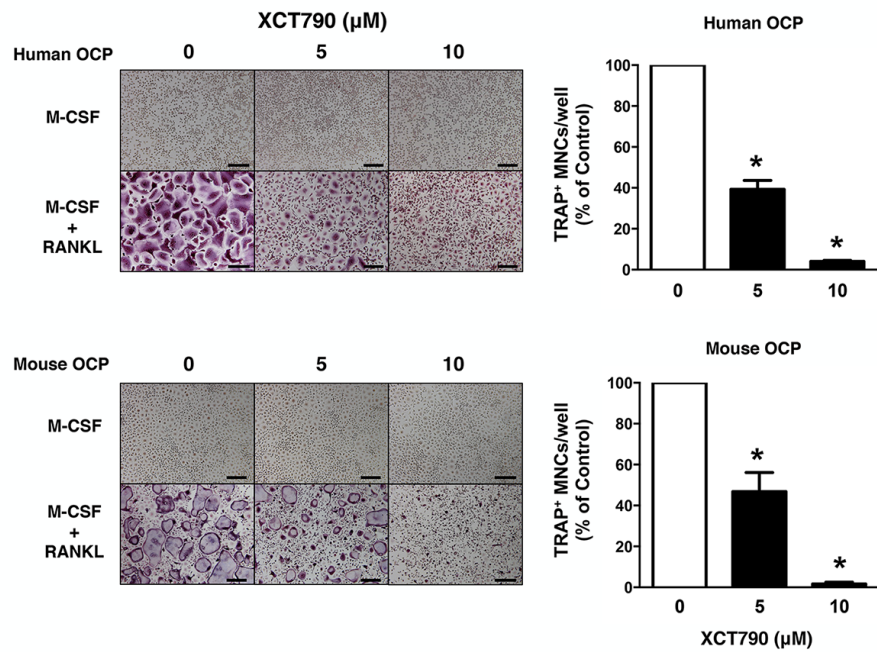 XCT790 (µM)
Human OCP
0 5 10
M-CSF
M-CSF
+
RANKL
Human OCP
TRAP⁺ MNCs/well
(% of Control)
100
80
60
40
20
0
*
*
0 5 10
Mouse OCP
0 5 10
M-CSF
M-CSF
+
RANKL
Mouse OCP
TRAP⁺ MNCs/well
(% of Control)
100
80
60
40
20
0
*
*
0 5 10
XCT790 (µM)